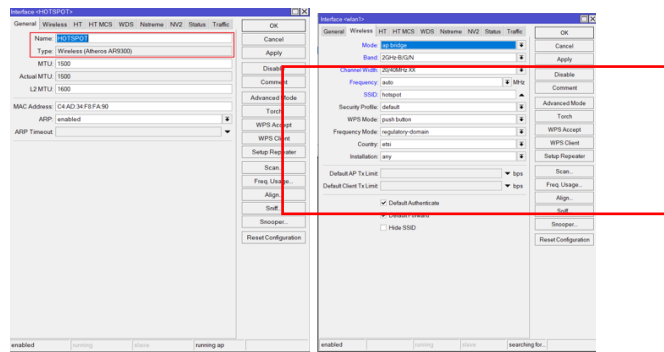 Interface <HOTSPOT>
General Wireless HT HT MCS WDS Nstreme NV2 Status Traffic
Name: HOTSPOT
Type: Wireless (Atheros AR9300)
MTU: 1500
Actual MTU: 1500
L2 MTU: 1600
MAC Address: C4:AD:34:F8:FA:90
ARP: enabled
ARP Timeout:
OK
Cancel
Apply
Disable
Comment
Advanced Mode
Torch
WPS Accept
WPS Client
Setup Repeater
Scan...
Freq. Usage...
Align...
Sniff...
Snooper...
Reset Configuration
enabled running slave running ap
Interface <wlan1>
General Wireless HT HT MCS WDS Nstreme NV2 Status Traffic
Mode: ap bridge
Band: 2GHz-B/G/N
Channel Width: 20/40MHz XX
Frequency: auto MHz
SSID: hotspot
Security Profile: default
WPS Mode: push button
Frequency Mode: regulatory-domain
Country: etsi
Installation: any
Default AP Tx Limit: bps
Default Client Tx Limit: bps
Default Authenticate
Default Forward
Hide SSID
OK
Cancel
Apply
Disable
Comment
Advanced Mode
Torch
WPS Accept
WPS Client
Setup Repeater
Scan...
Freq. Usage...
Align...
Sniff...
Snooper...
Reset Configuration
enabled running slave searching for...